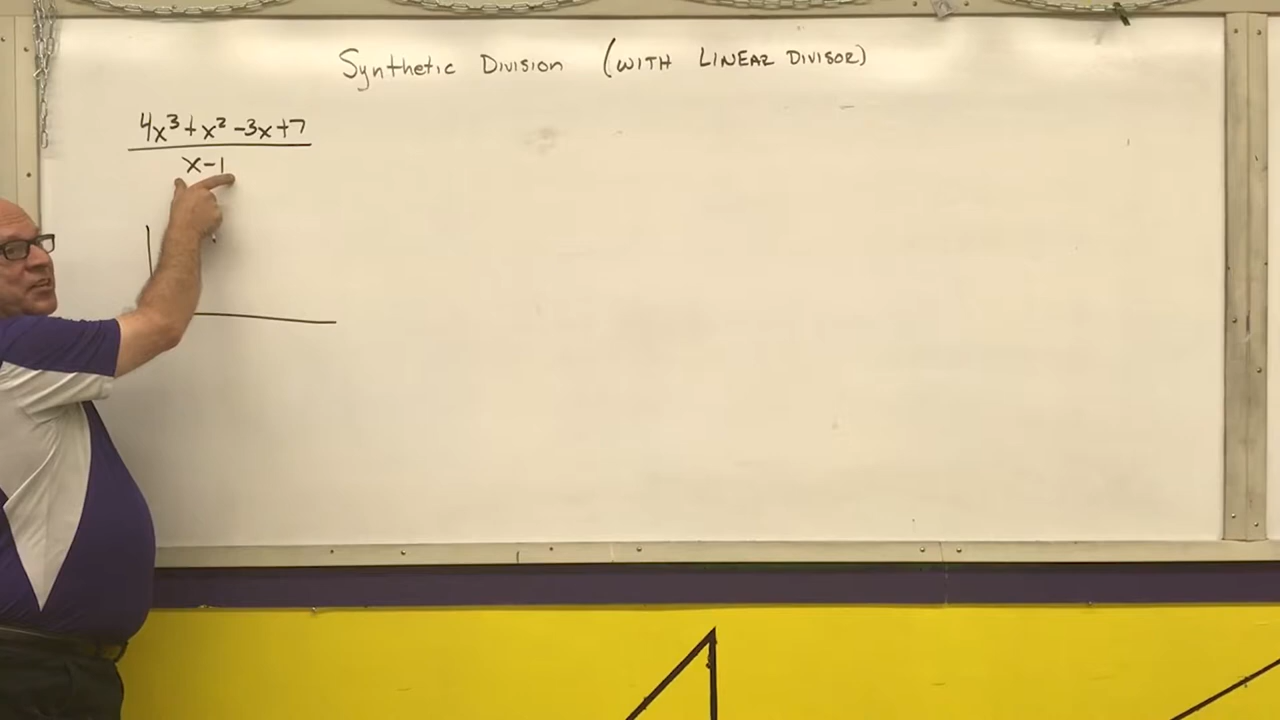 Synthetic Division (WITH LINEAR DIVISOR)
4x³+x²-3x+7
x-1